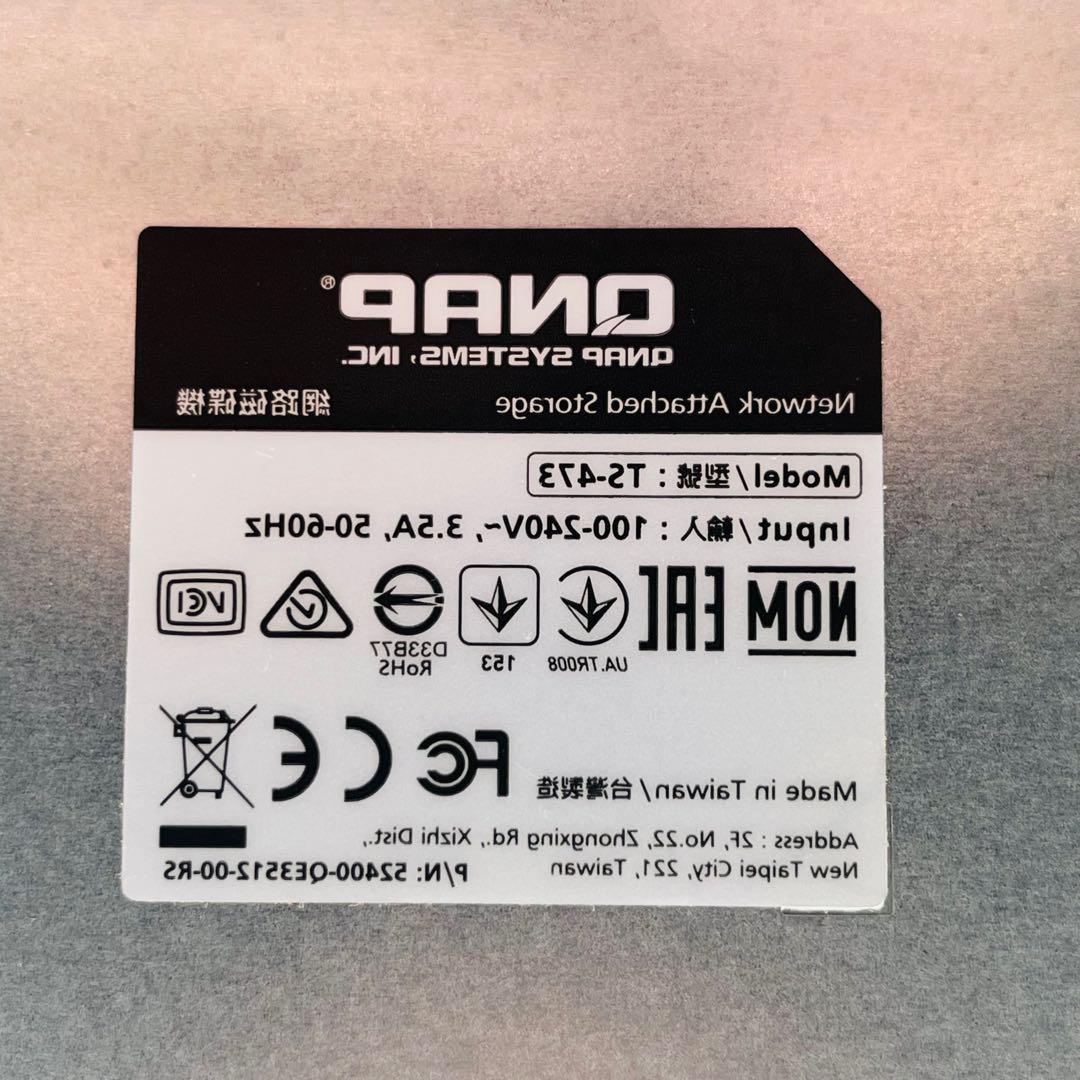 QNAP®
QNAP SYSTEMS, INC.
Network Attached Storage 網路磁碟機
Model/型號：TS-473
Input/輸入：100-240V~, 3.5A, 50-60Hz
NOM EAC UA.TR008 153 D33B77 RoHS VCI
Made in Taiwan/台灣製造 FC CE
Address：2F, No.22, Zhongxing Rd., Xizhi Dist.,
New Taipei City, 221, Taiwan P/N: 52400-QE3512-00-RS